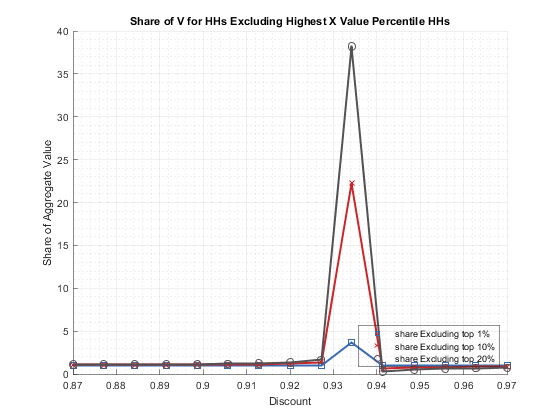 Share of V for HHs Excluding Highest X Value Percentile HHs
40
35
30
25
20
15
10
5
0
Share of Aggregate Value
share Excluding top 1%
share Excluding top 10%
share Excluding top 20%
0.87 0.88 0.89 0.9 0.91 0.92 0.93 0.94 0.95 0.96 0.97
Discount